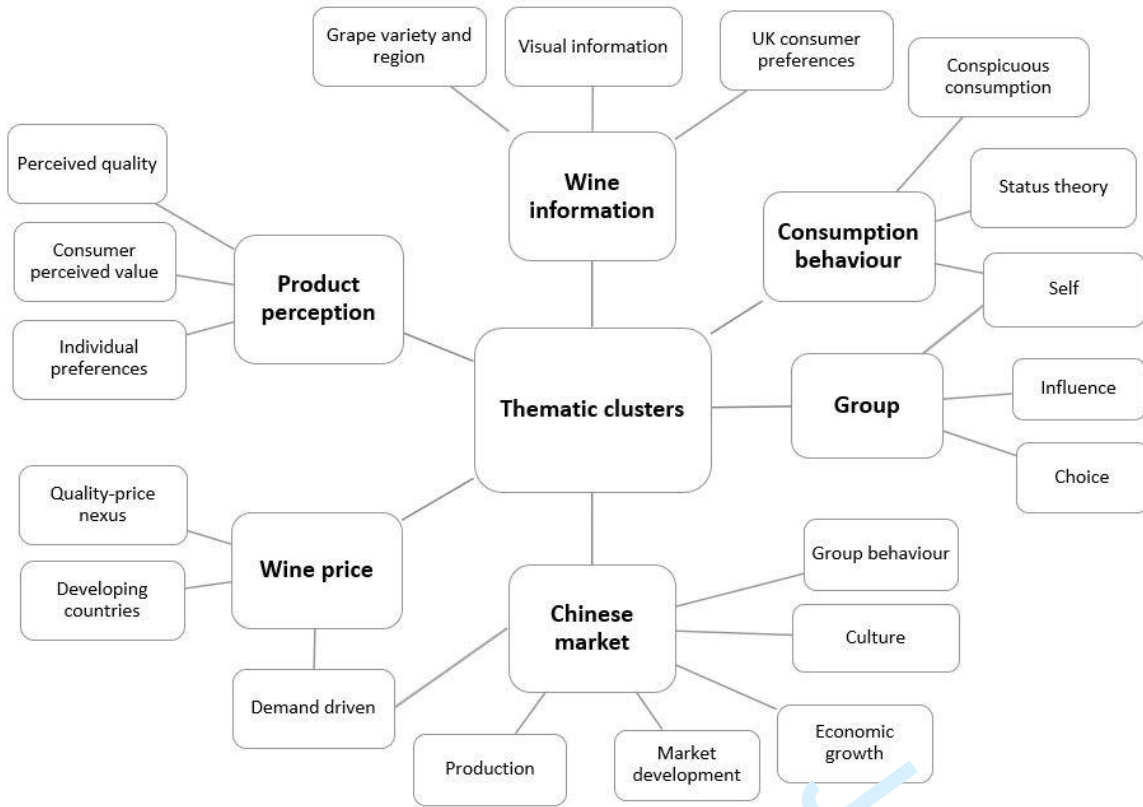 Grape variety and
region
Visual information
UK consumer
preferences
Conspicuous
consumption
Perceived quality
Wine
information
Status theory
Consumption
behaviour
Consumer
perceived value
Product
perception
Self
Individual
preferences
Thematic clusters
Group
Influence
Choice
Quality-price
nexus
Wine price
Developing
countries
Chinese
market
Group behaviour
Culture
Demand driven
Production
Market
development
Economic
growth